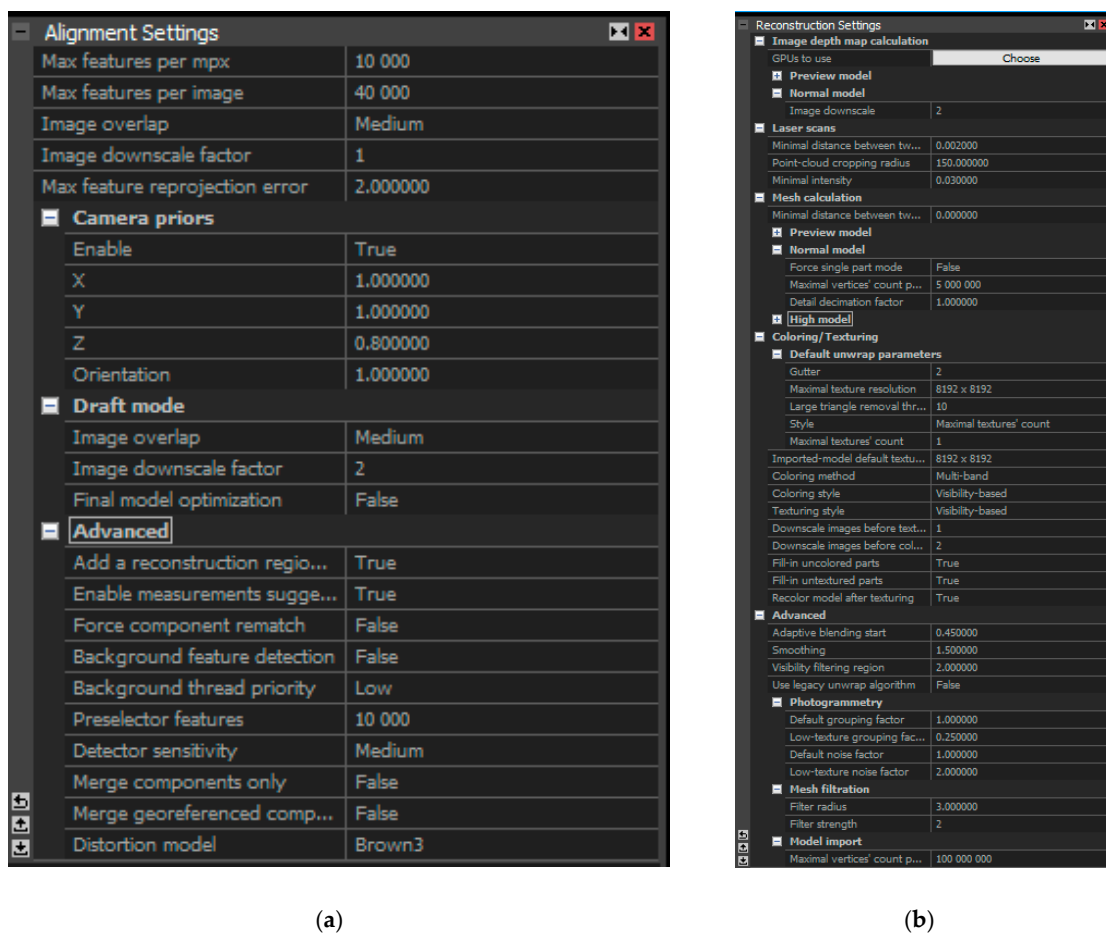 Alignment Settings
Max features per mpx 10 000
Max features per image 40 000
Image overlap Medium
Image downscale factor 1
Max feature reprojection error 2.000000
Camera priors
Enable True
X 1.000000
Y 1.000000
Z 0.800000
Orientation 1.000000
Draft mode
Image overlap Medium
Image downscale factor 2
Final model optimization False
Advanced
Add a reconstruction regio... True
Enable measurements sugge... True
Force component rematch False
Background feature detection False
Background thread priority Low
Preselector features 10 000
Detector sensitivity Medium
Merge components only False
Merge georeferenced comp... False
Distortion model Brown3
(a)
Reconstruction Settings
Image depth map calculation
GPUs to use Choose
Preview model
Normal model
Image downscale 2
Laser scans
Minimal distance between tw... 0.002000
Point-cloud cropping radius 150.000000
Minimal intensity 0.030000
Mesh calculation
Minimal distance between tw... 0.000000
Preview model
Normal model
Force single part mode False
Maximal vertices' count p... 5 000 000
Detail decimation factor 1.000000
High model
Coloring/Texturing
Default unwrap parameters
Gutter 2
Maximal texture resolution 8192 x 8192
Large triangle removal thr... 10
Style Maximal textures' count
Maximal textures' count 1
Imported-model default textu... 8192 x 8192
Coloring method Multi-band
Coloring style Visibility-based
Texturing style Visibility-based
Downscale images before text... 1
Downscale images before col... 2
Fill-in uncolored parts True
Fill-in untextured parts True
Recolor model after texturing True
Advanced
Adaptive blending start 0.450000
Smoothing 1.500000
Visibility filtering region 2.000000
Use legacy unwrap algorithm False
Photogrammetry
Default grouping factor 1.000000
Low-texture grouping fac... 0.250000
Default noise factor 1.000000
Low-texture noise factor 2.000000
Mesh filtration
Filter radius 3.000000
Filter strength 2
Model import
Maximal vertices' count p... 100 000 000
(b)